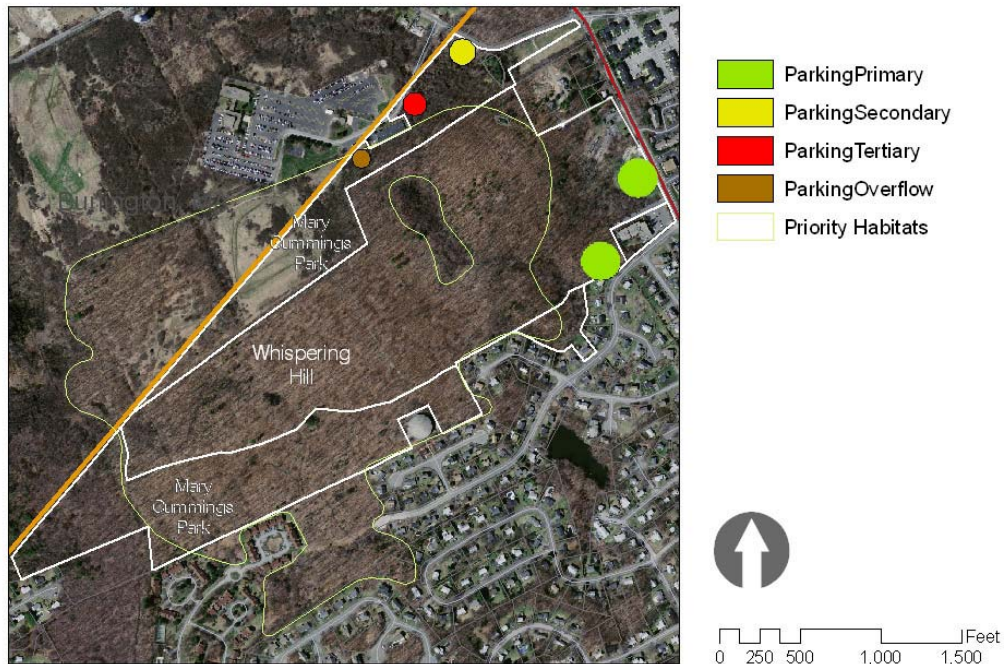 Burlington
Mary
Cummings
Park
Whispering
Hill
Mary
Cummings
Park
ParkingPrimary
ParkingSecondary
ParkingTertiary
ParkingOverflow
Priority Habitats
Feet
0 250 500 1,000 1,500